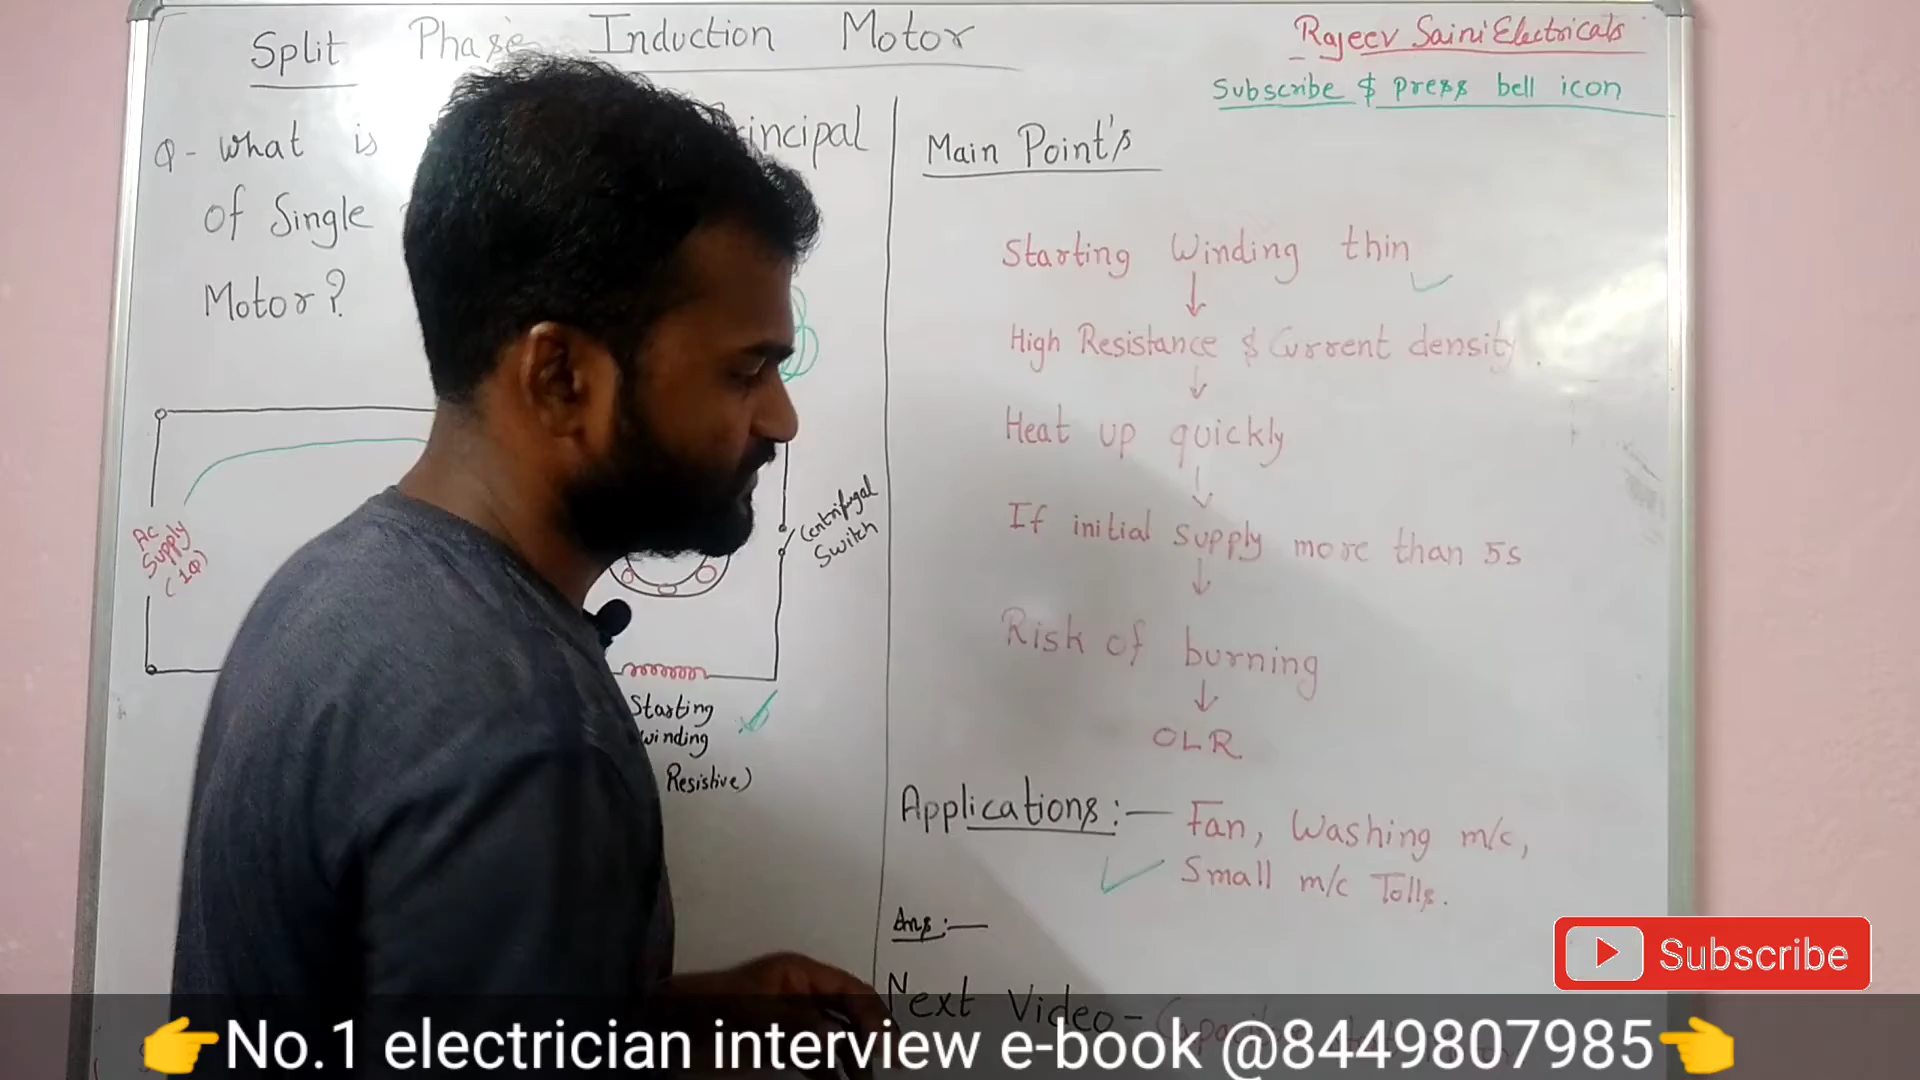 Split Phase Induction Motor
Rajeev Saini Electricals
Subscribe & press bell icon
Q - What is
rincipal
of Single
Motor?
AC
Supply
(1Φ)
Centrifugal
Switch
Starting
winding
Resistive)
Main Point's
Starting Winding thin
High Resistance & Current density
Heat up quickly
If initial supply more than 5s
Risk of burning
OLR
Applications:— Fan, Washing m/c,
Small m/c Tolls.
Ans:—
Next Video-
Subscribe
👉No.1 electrician interview e-book @8449807985👈